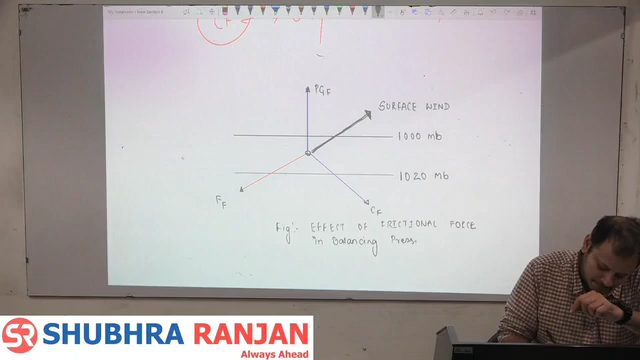 PGF
SURFACE WIND
1000 mb
1020 mb
FF
CF
Fig:- EFFECT OF FRICTIONAL FORCE
In Balancing Press.
SR SHUBHRA RANJAN
Always Ahead